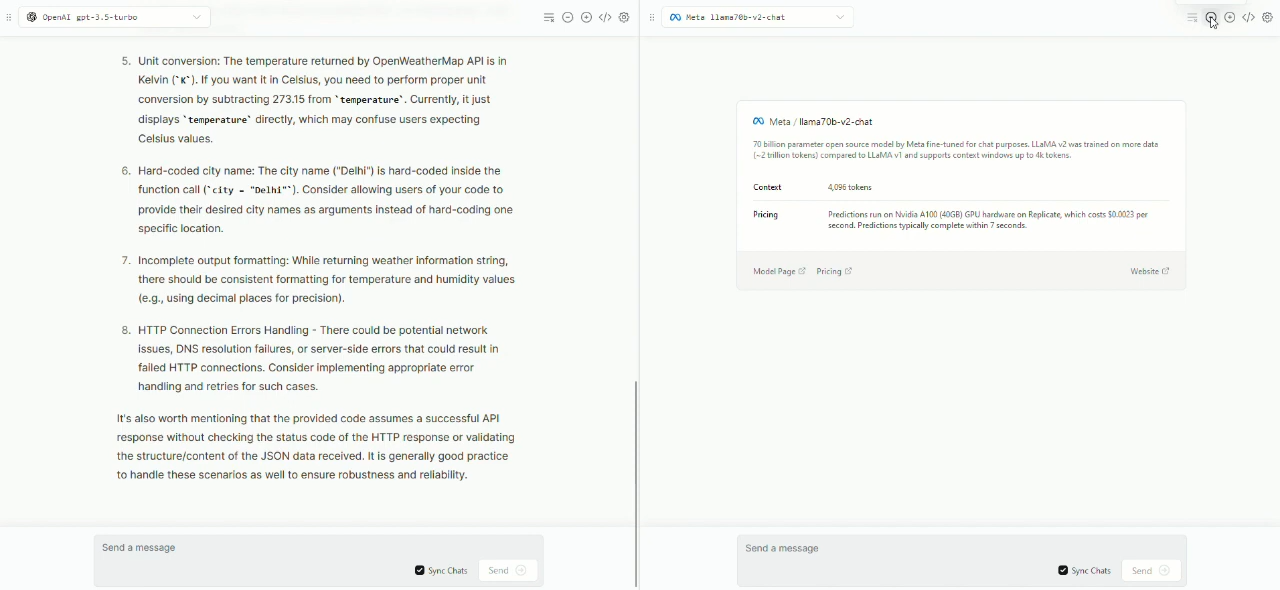 OpenAI gpt-3.5-turbo
5. Unit conversion: The temperature returned by OpenWeatherMap API is in
Kelvin (`K`). If you want it in Celsius, you need to perform proper unit
conversion by subtracting 273.15 from `temperature`. Currently, it just
displays `temperature` directly, which may confuse users expecting
Celsius values.
6. Hard-coded city name: The city name ("Delhi") is hard-coded inside the
function call (`city = "Delhi"`). Consider allowing users of your code to
provide their desired city names as arguments instead of hard-coding one
specific location.
7. Incomplete output formatting: While returning weather information string,
there should be consistent formatting for temperature and humidity values
(e.g., using decimal places for precision).
8. HTTP Connection Errors Handling - There could be potential network
issues, DNS resolution failures, or server-side errors that could result in
failed HTTP connections. Consider implementing appropriate error
handling and retries for such cases.
It's also worth mentioning that the provided code assumes a successful API
response without checking the status code of the HTTP response or validating
the structure/content of the JSON data received. It is generally good practice
to handle these scenarios as well to ensure robustness and reliability.
Send a message
Sync Chats Send
Meta llama70b-v2-chat
Meta / llama70b-v2-chat
70 billion parameter open source model by Meta fine-tuned for chat purposes. LLaMA v2 was trained on more data
(~2 trillion tokens) compared to LLaMA v1 and supports context windows up to 4k tokens.
Context 4,096 tokens
Pricing Predictions run on Nvidia A100 (40GB) GPU hardware on Replicate, which costs $0.0023 per
second. Predictions typically complete within 7 seconds.
Model Page Pricing Website
Send a message
Sync Chats Send